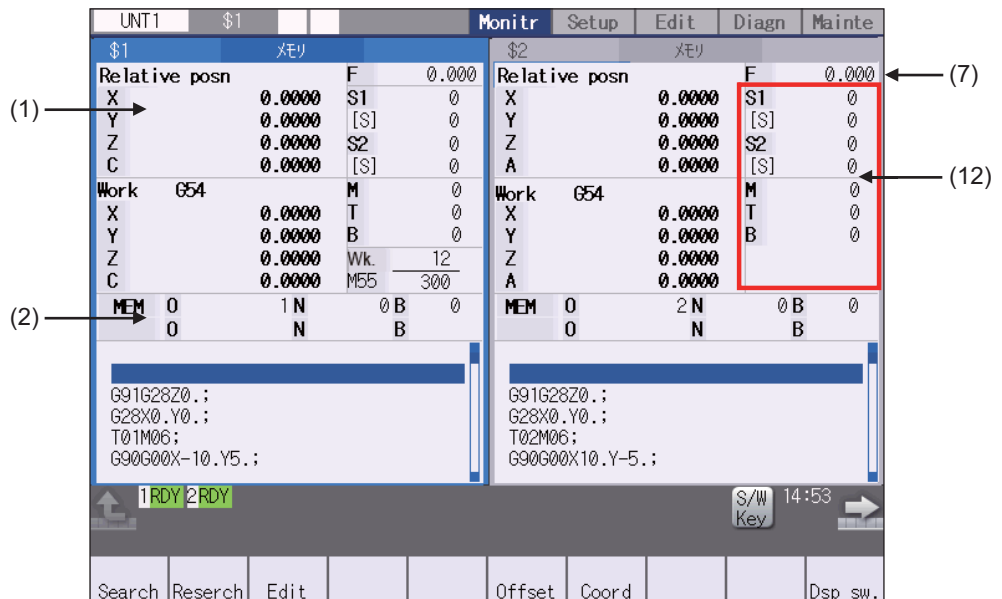 UNT1 $1 Monitr Setup Edit Diagn Mainte
$1 メモリ $2 メモリ
Relative posn F 0.000 Relative posn F 0.000 (7)
(1) X 0.0000 S1 0 X 0.0000 S1 0
Y 0.0000 [S] 0 Y 0.0000 [S] 0
Z 0.0000 S2 0 Z 0.0000 S2 0
C 0.0000 [S] 0 A 0.0000 [S] 0 (12)
Work G54 M 0 Work G54 M 0
X 0.0000 T 0 X 0.0000 T 0
Y 0.0000 B 0 Y 0.0000 B 0
Z 0.0000 Wk. 12 Z 0.0000
C 0.0000 M55 300 A 0.0000
(2) MEM O 1 N 0 B 0 MEM O 2 N 0 B 0
O N B O N B
G91G28Z0.; G91G28Z0.;
G28X0.Y0.; G28X0.Y0.;
T01M06; T02M06;
G90G00X-10.Y5.; G90G00X10.Y-5.;
1RDY 2RDY S/W Key 14:53
Search Reserch Edit Offset Coord Dsp sw.